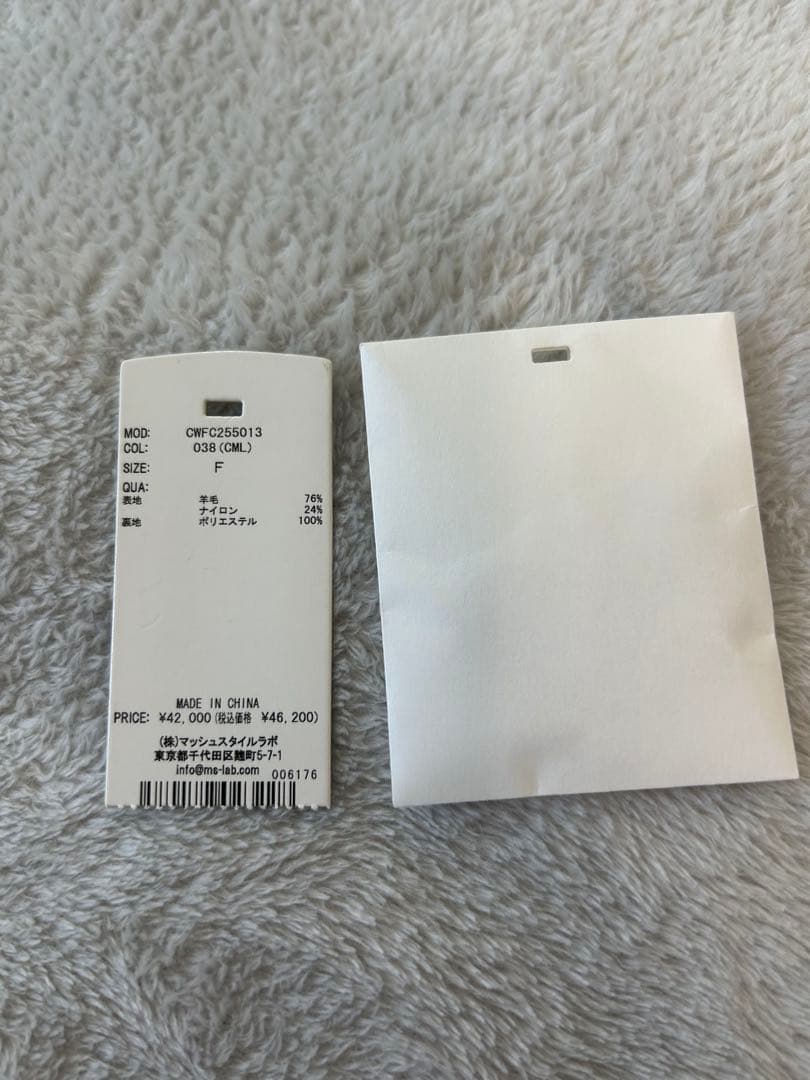 MOD: CWFC255013
COL: 038(CML)
SIZE: F
QUA:
表地 羊毛 76%
ナイロン 24%
裏地 ポリエステル 100%
MADE IN CHINA
PRICE: ¥42,000(税込価格 ¥46,200)
(株)マッシュスタイルラボ
東京都千代田区麹町5-7-1
info@ms-lab.com 006176